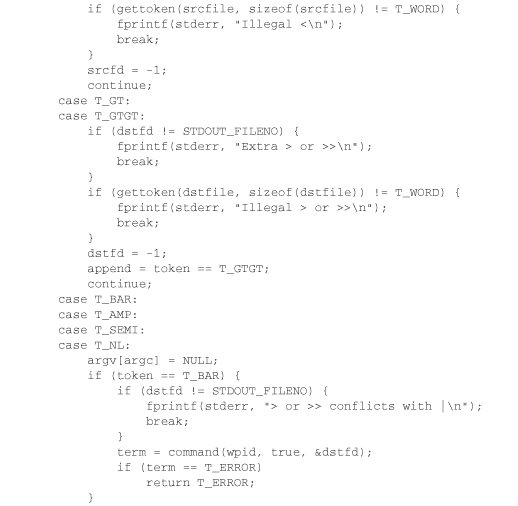 if (gettoken(srcfile, sizeof(srcfile)) != T_WORD) {
fprintf(stderr, "Illegal <\n");
break;
}
srcfd = -1;
continue;
case T_GT:
case T_GTGT:
if (dstfd != STDOUT_FILENO) {
fprintf(stderr, "Extra > or >>\n");
break;
}
if (gettoken(dstfile, sizeof(dstfile)) != T_WORD) {
fprintf(stderr, "Illegal > or >>\n");
break;
}
dstfd = -1;
append = token == T_GTGT;
continue;
case T_BAR:
case T_AMP:
case T_SEMI:
case T_NL:
argv[argc] = NULL;
if (token == T_BAR) {
if (dstfd != STDOUT_FILENO) {
fprintf(stderr, "> or >> conflicts with |\n");
break;
}
term = command(wpid, true, &dstfd);
if (term == T_ERROR)
return T_ERROR;
}